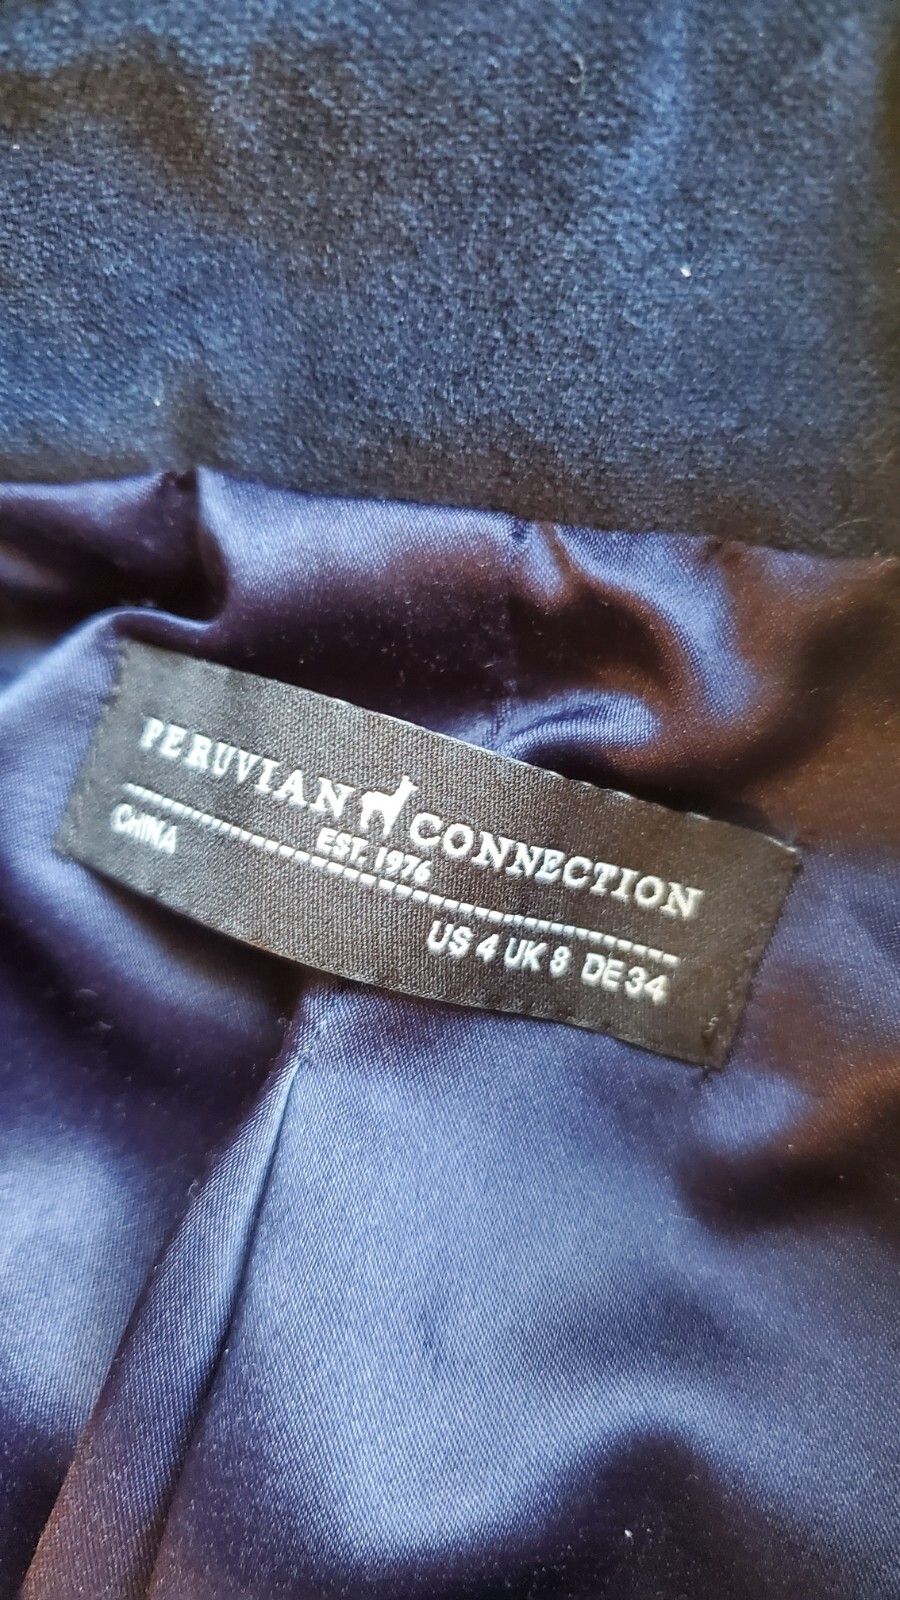 PERUVIAN CONNECTION
EST. 1976
CHINA
US 4 UK 8 DE 34